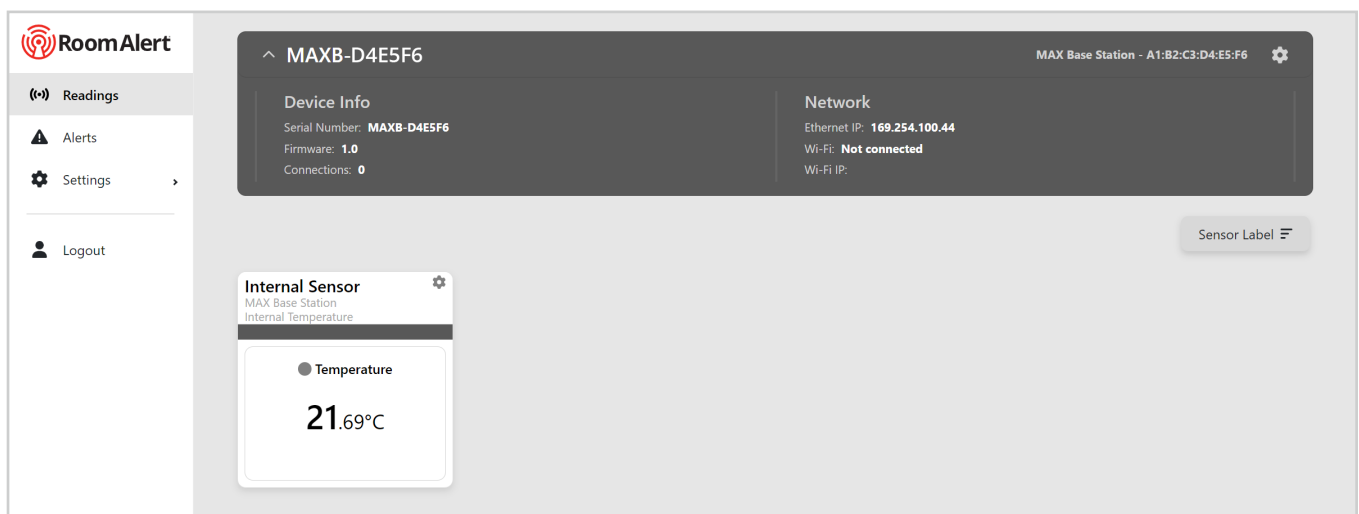 RoomAlert
Readings
Alerts
Settings
Logout
MAXB-D4E5F6
MAX Base Station - A1:B2:C3:D4:E5:F6
Device Info
Serial Number: MAXB-D4E5F6
Firmware: 1.0
Connections: 0
Network
Ethernet IP: 169.254.100.44
Wi-Fi: Not connected
Wi-Fi IP:
Sensor Label
Internal Sensor
MAX Base Station
Internal Temperature
Temperature
21.69°C